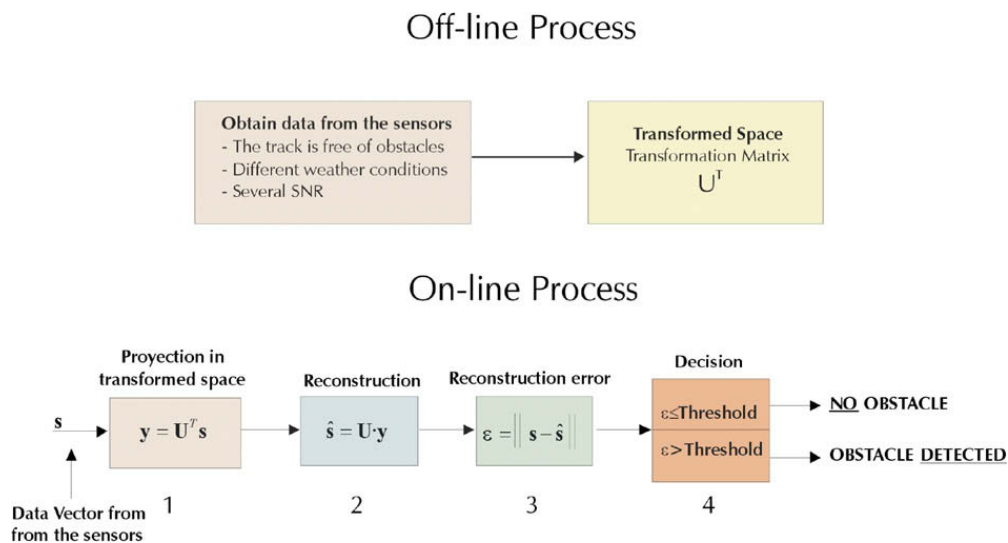 Off-line Process
Obtain data from the sensors
- The track is free of obstacles
- Different weather conditions
- Several SNR
Transformed Space
Transformation Matrix
U^T
On-line Process
Proyection in
transformed space
Reconstruction
Reconstruction error
Decision
s
y = U^T s
ŝ = U·y
ε = || s − ŝ ||
ε≤Threshold
ε>Threshold
NO OBSTACLE
OBSTACLE DETECTED
1
2
3
4
Data Vector from
from the sensors